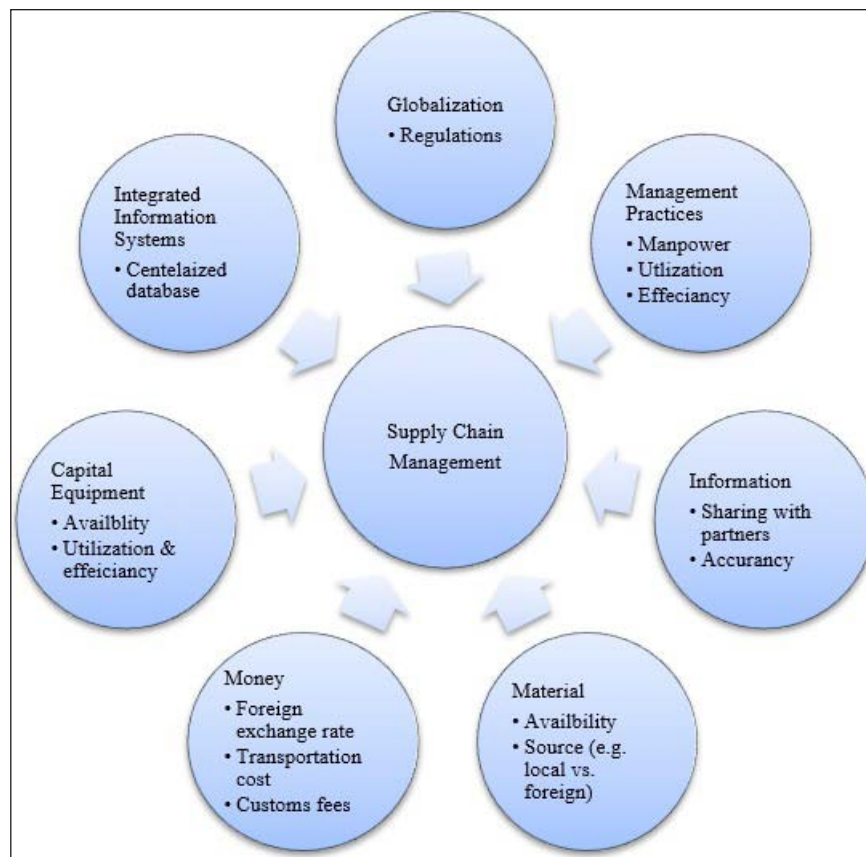 Globalization
• Regulations
Integrated
Information
Systems
• Centelaized
database
Management
Practices
• Manpower
• Utlization
• Effeciancy
Supply Chain
Management
Capital
Equipment
• Availblity
• Utilization &
effeiciancy
Information
• Sharing with
partners
• Accurancy
Money
• Foreign
exchange rate
• Transportation
cost
• Customs fees
Material
• Availbility
• Source (e.g.
local vs.
foreign)